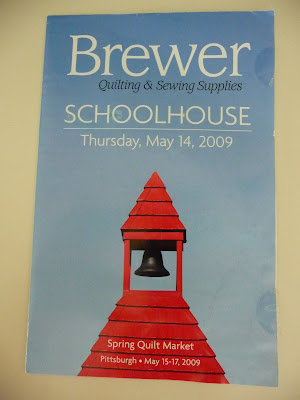 Brewer
Quilting & Sewing Supplies
SCHOOLHOUSE
Thursday, May 14, 2009
Spring Quilt Market
Pittsburgh • May 15-17, 2009